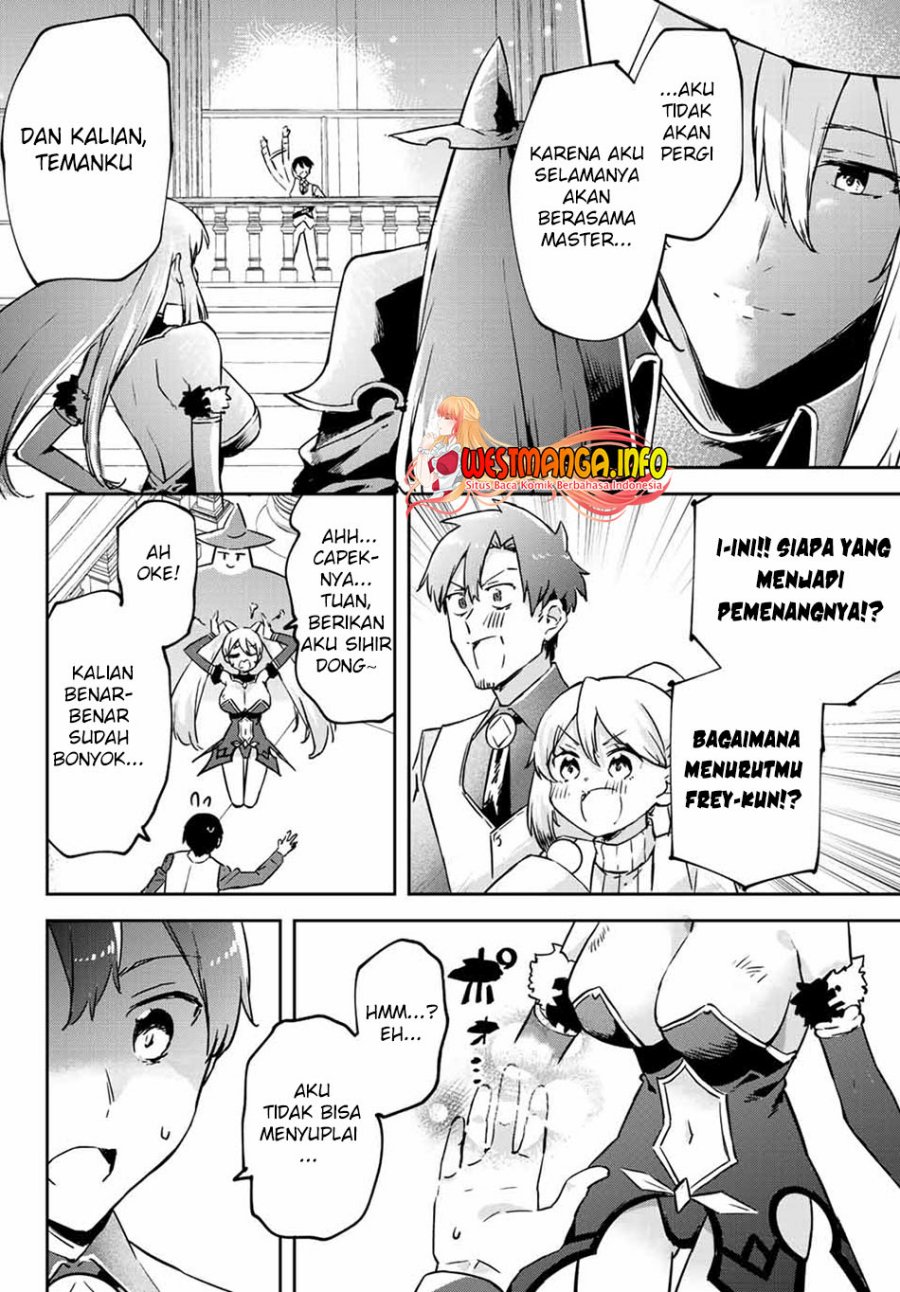 ...AKU
TIDAK
AKAN
PERGI
KARENA AKU
SELAMANYA
AKAN
BERASAMA
MASTER...
DAN KALIAN,
TEMANKU
WESTMANGA.INFO
Situs Baca Komik Berbahasa Indonesia
I-INI!! SIAPA YANG
MENJADI
PEMENANGNYA!?
BAGAIMANA
MENURUTMU
FREY-KUN!?
AHH...
CAPEK-
NYA...
TUAN,
BERIKAN
AKU SIHIR
DONG~
AH
OKE!
KALIAN
BENAR-
BENAR
SUDAH
BONYOK...
HMM...?
EH...
AKU
TIDAK BISA
MENYUPLAI
...